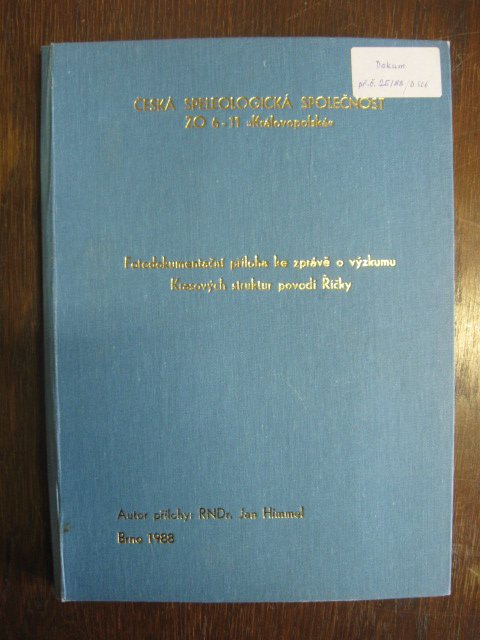 Dokum
ČESKÁ SPELEOLOGICKÁ SPOLEČNOST
ZO 6-11 »Královopolská«
Fotodokumentační příloha ke zprávě o výzkumu
Krasových struktur povodí Říčky
Autor přílohy: RNDr. Jan Himmel
Brno 1988